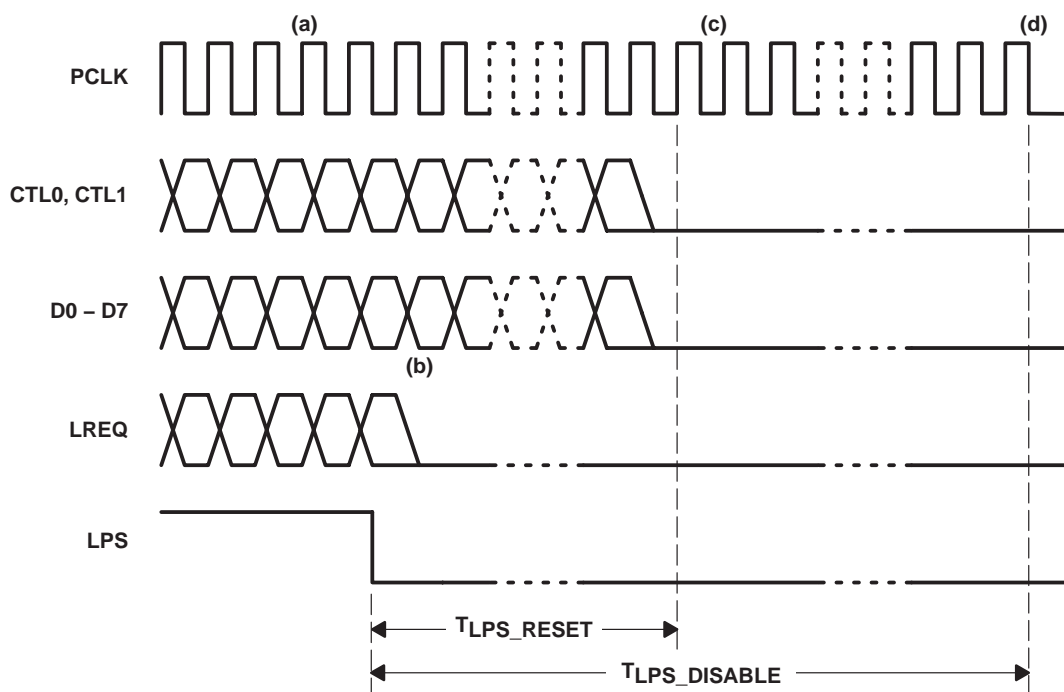 (a) (c) (d)
PCLK
CTL0, CTL1
D0 – D7
(b)
LREQ
LPS
TLPS_RESET
TLPS_DISABLE